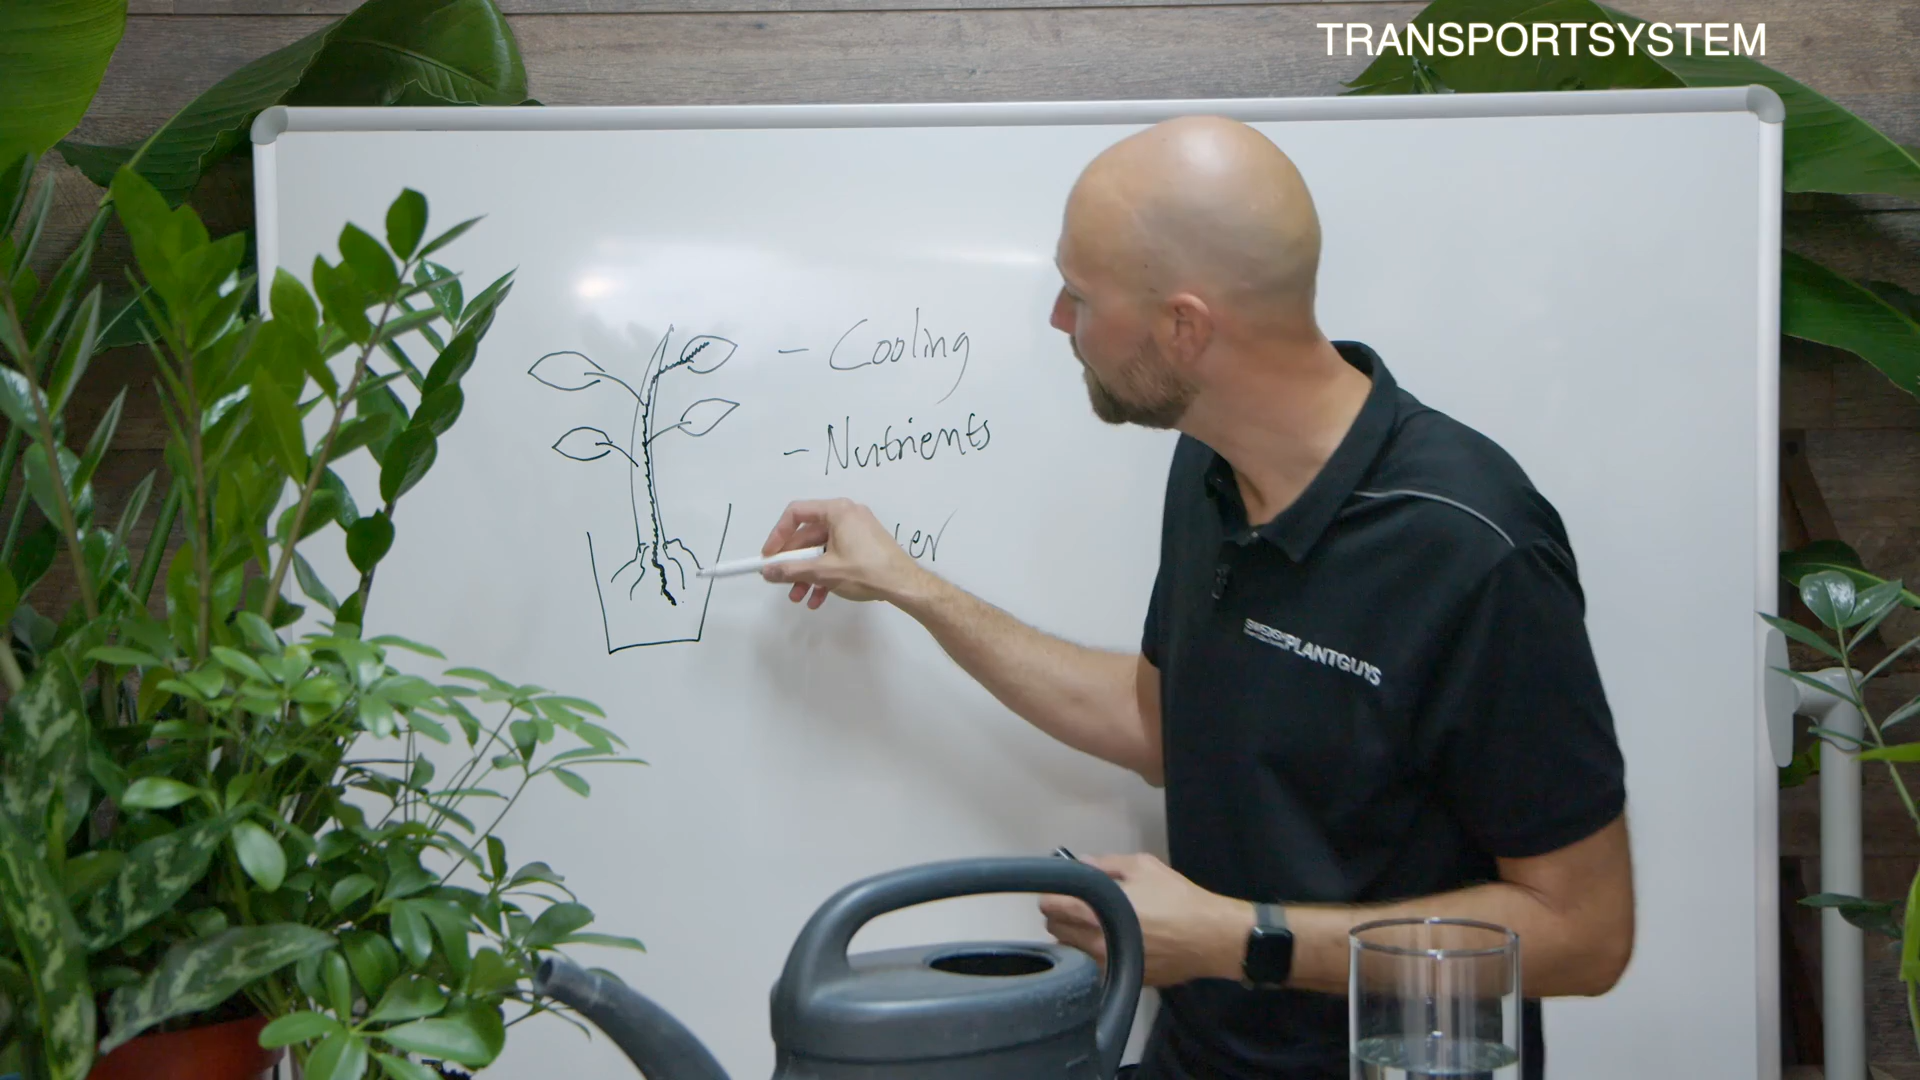 TRANSPORTSYSTEM
- Cooling
- Nutrients
PLANTGUYS